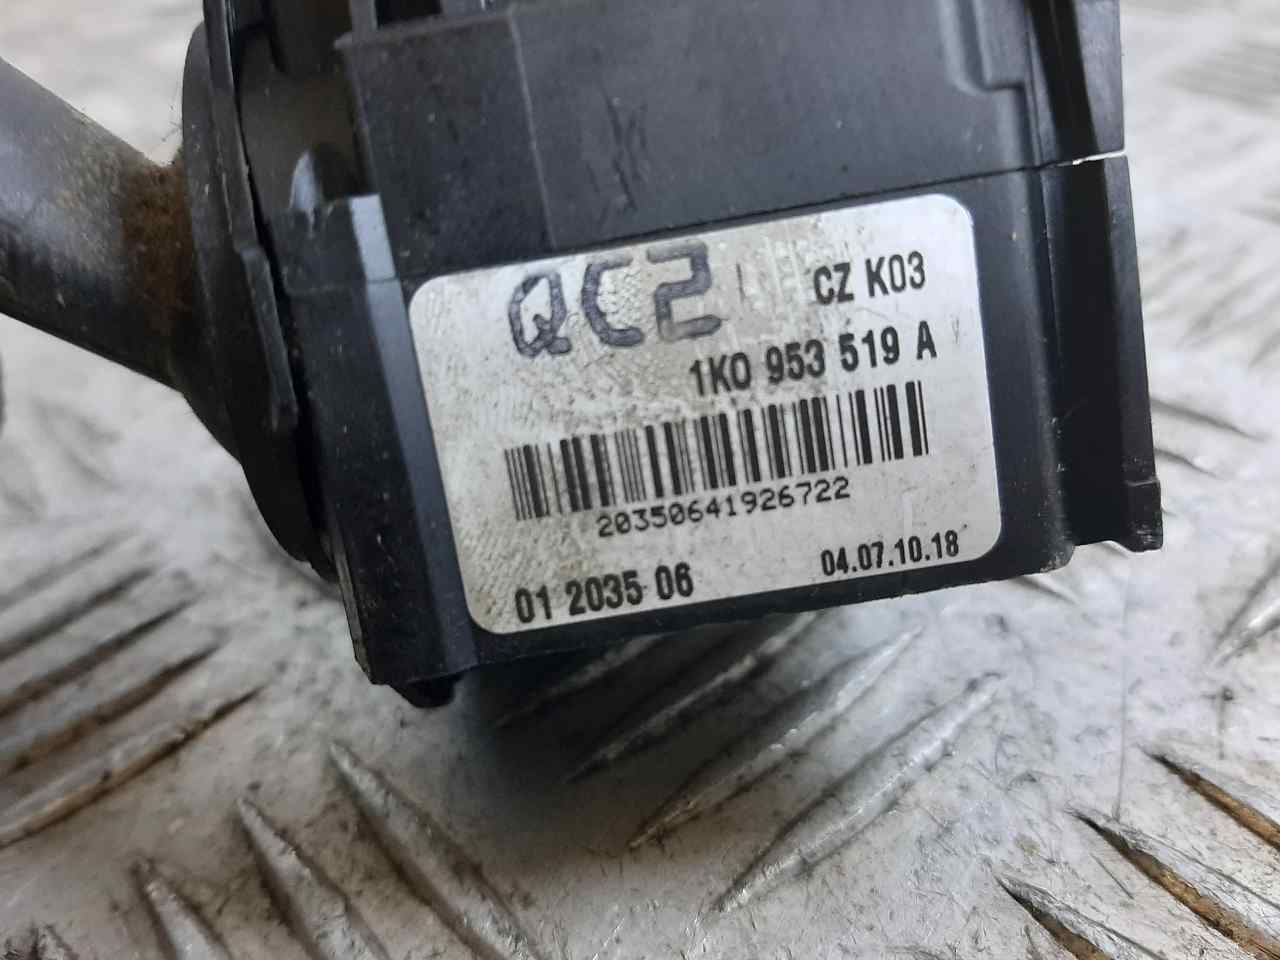 QC2
CZ K03
1K0 953 519 A
20350641926722
01 2035 06
04.07.10.18